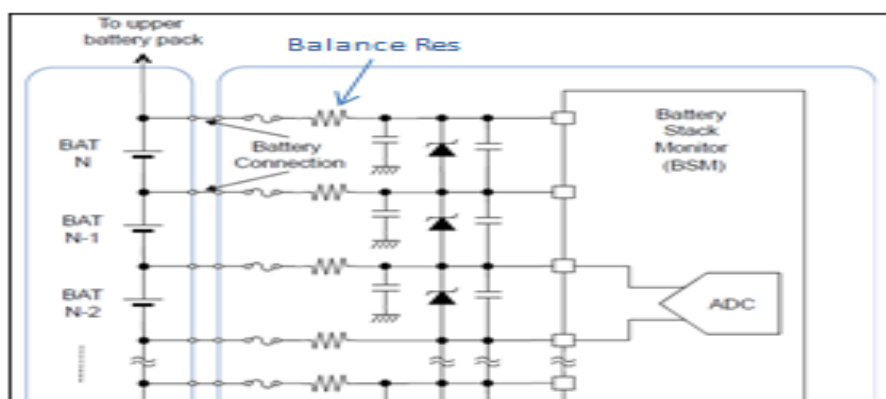 To upper
battery pack
Balance Res
BAT
N
Battery
Connection
Battery
Stack
Monitor
(BSM)
BAT
N-1
BAT
N-2
ADC